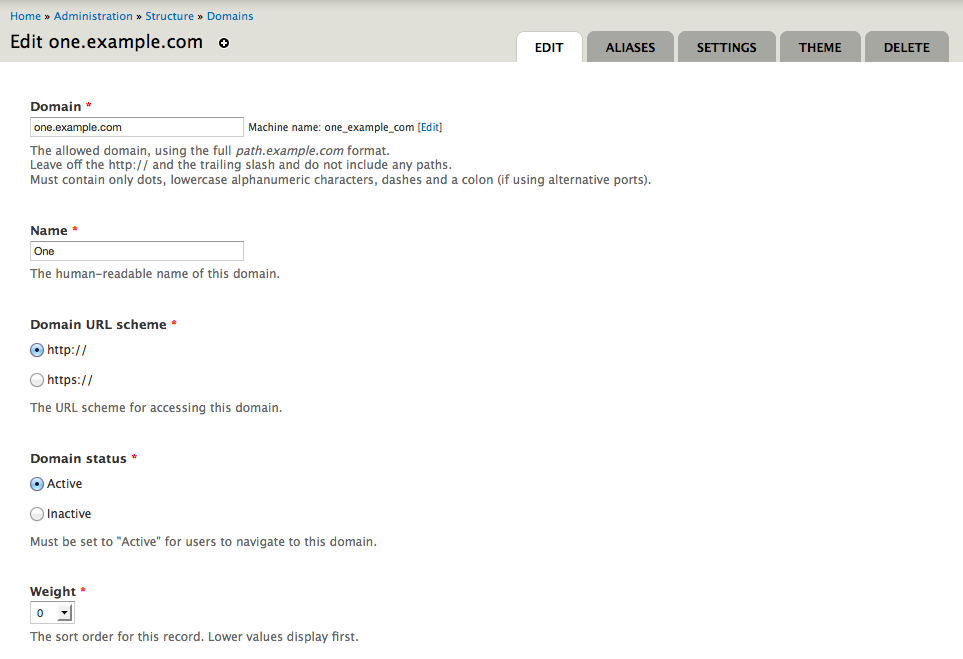 Home » Administration » Structure » Domains
Edit one.example.com
EDIT ALIASES SETTINGS THEME DELETE
Domain *
one.example.com Machine name: one_example_com [Edit]
The allowed domain, using the full path.example.com format.
Leave off the http:// and the trailing slash and do not include any paths.
Must contain only dots, lowercase alphanumeric characters, dashes and a colon (if using alternative ports).
Name *
One
The human-readable name of this domain.
Domain URL scheme *
http://
https://
The URL scheme for accessing this domain.
Domain status *
Active
Inactive
Must be set to "Active" for users to navigate to this domain.
Weight *
0
The sort order for this record. Lower values display first.